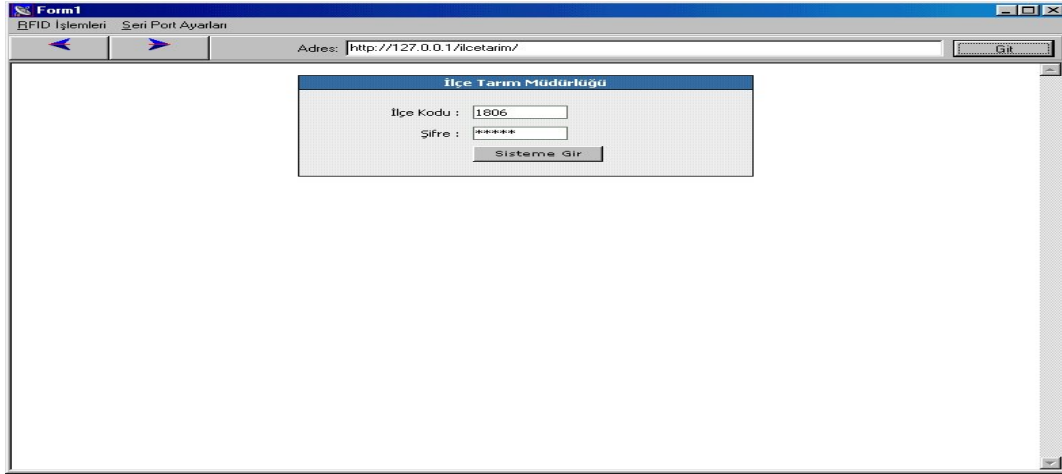 Form1
RFID İşlemleri Seri Port Ayarları
Adres: http://127.0.0.1/ilcetarim/ Git
İlçe Tarım Müdürlüğü
İlçe Kodu : 1806
Şifre : *****
Sisteme Gir